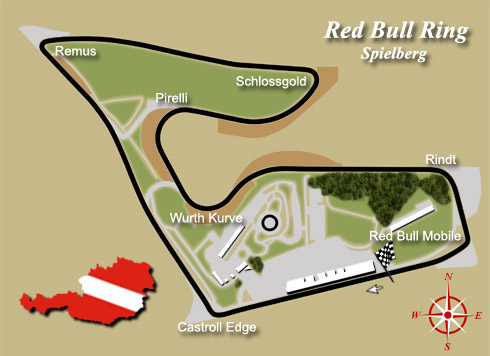 Red Bull Ring
Spielberg
Remus
Schlossgold
Pirelli
Rindt
Wurth Kurve
Red Bull Mobile
Castroll Edge
N
W
E
S